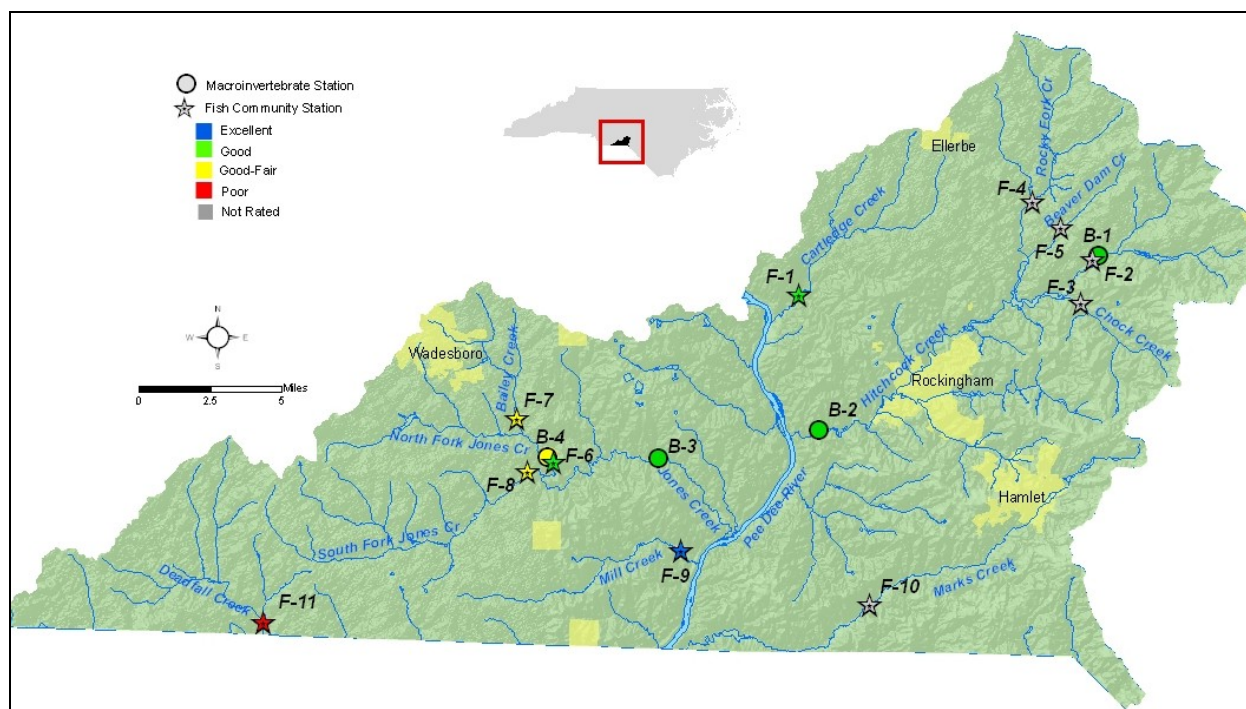 Macroinvertebrate Station
Fish Community Station
Excellent
Good
Good-Fair
Poor
Not Rated
N
W
E
S
Miles
0
2.5
5
Ellerbe
Rocky Fork Cr
F-4
Beaver Dam Cr
F-5
B-1
F-2
F-3
Chock Creek
Cartledge Creek
F-1
Hitchcock Creek
Rockingham
Wadesboro
Bailey Creek
F-7
North Fork Jones Cr
B-4
F-6
F-8
B-3
B-2
Jones Creek
Pee Dee River
Hamlet
South Fork Jones Cr
Mill Creek
F-9
Marks Creek
F-10
Deadfall Creek
F-11